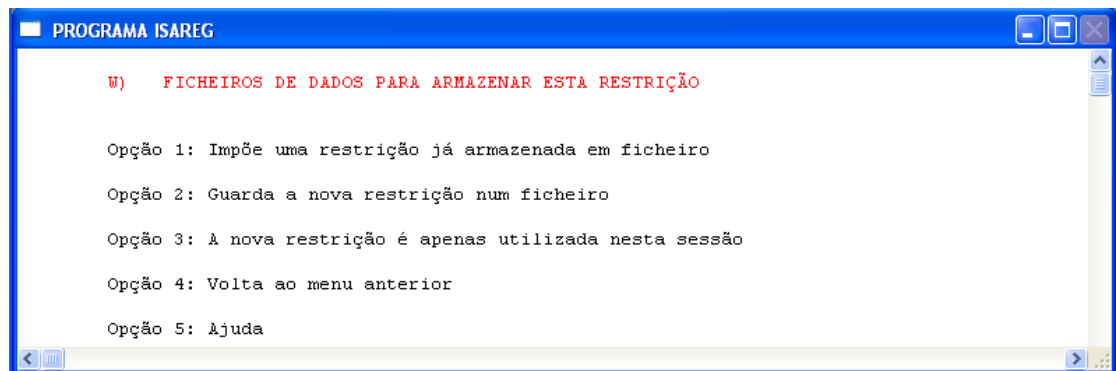 PROGRAMA ISAREG
W) FICHEIROS DE DADOS PARA ARMAZENAR ESTA RESTRIÇÃO
Opção 1: Impõe uma restrição já armazenada em ficheiro
Opção 2: Guarda a nova restrição num ficheiro
Opção 3: A nova restrição é apenas utilizada nesta sessão
Opção 4: Volta ao menu anterior
Opção 5: Ajuda